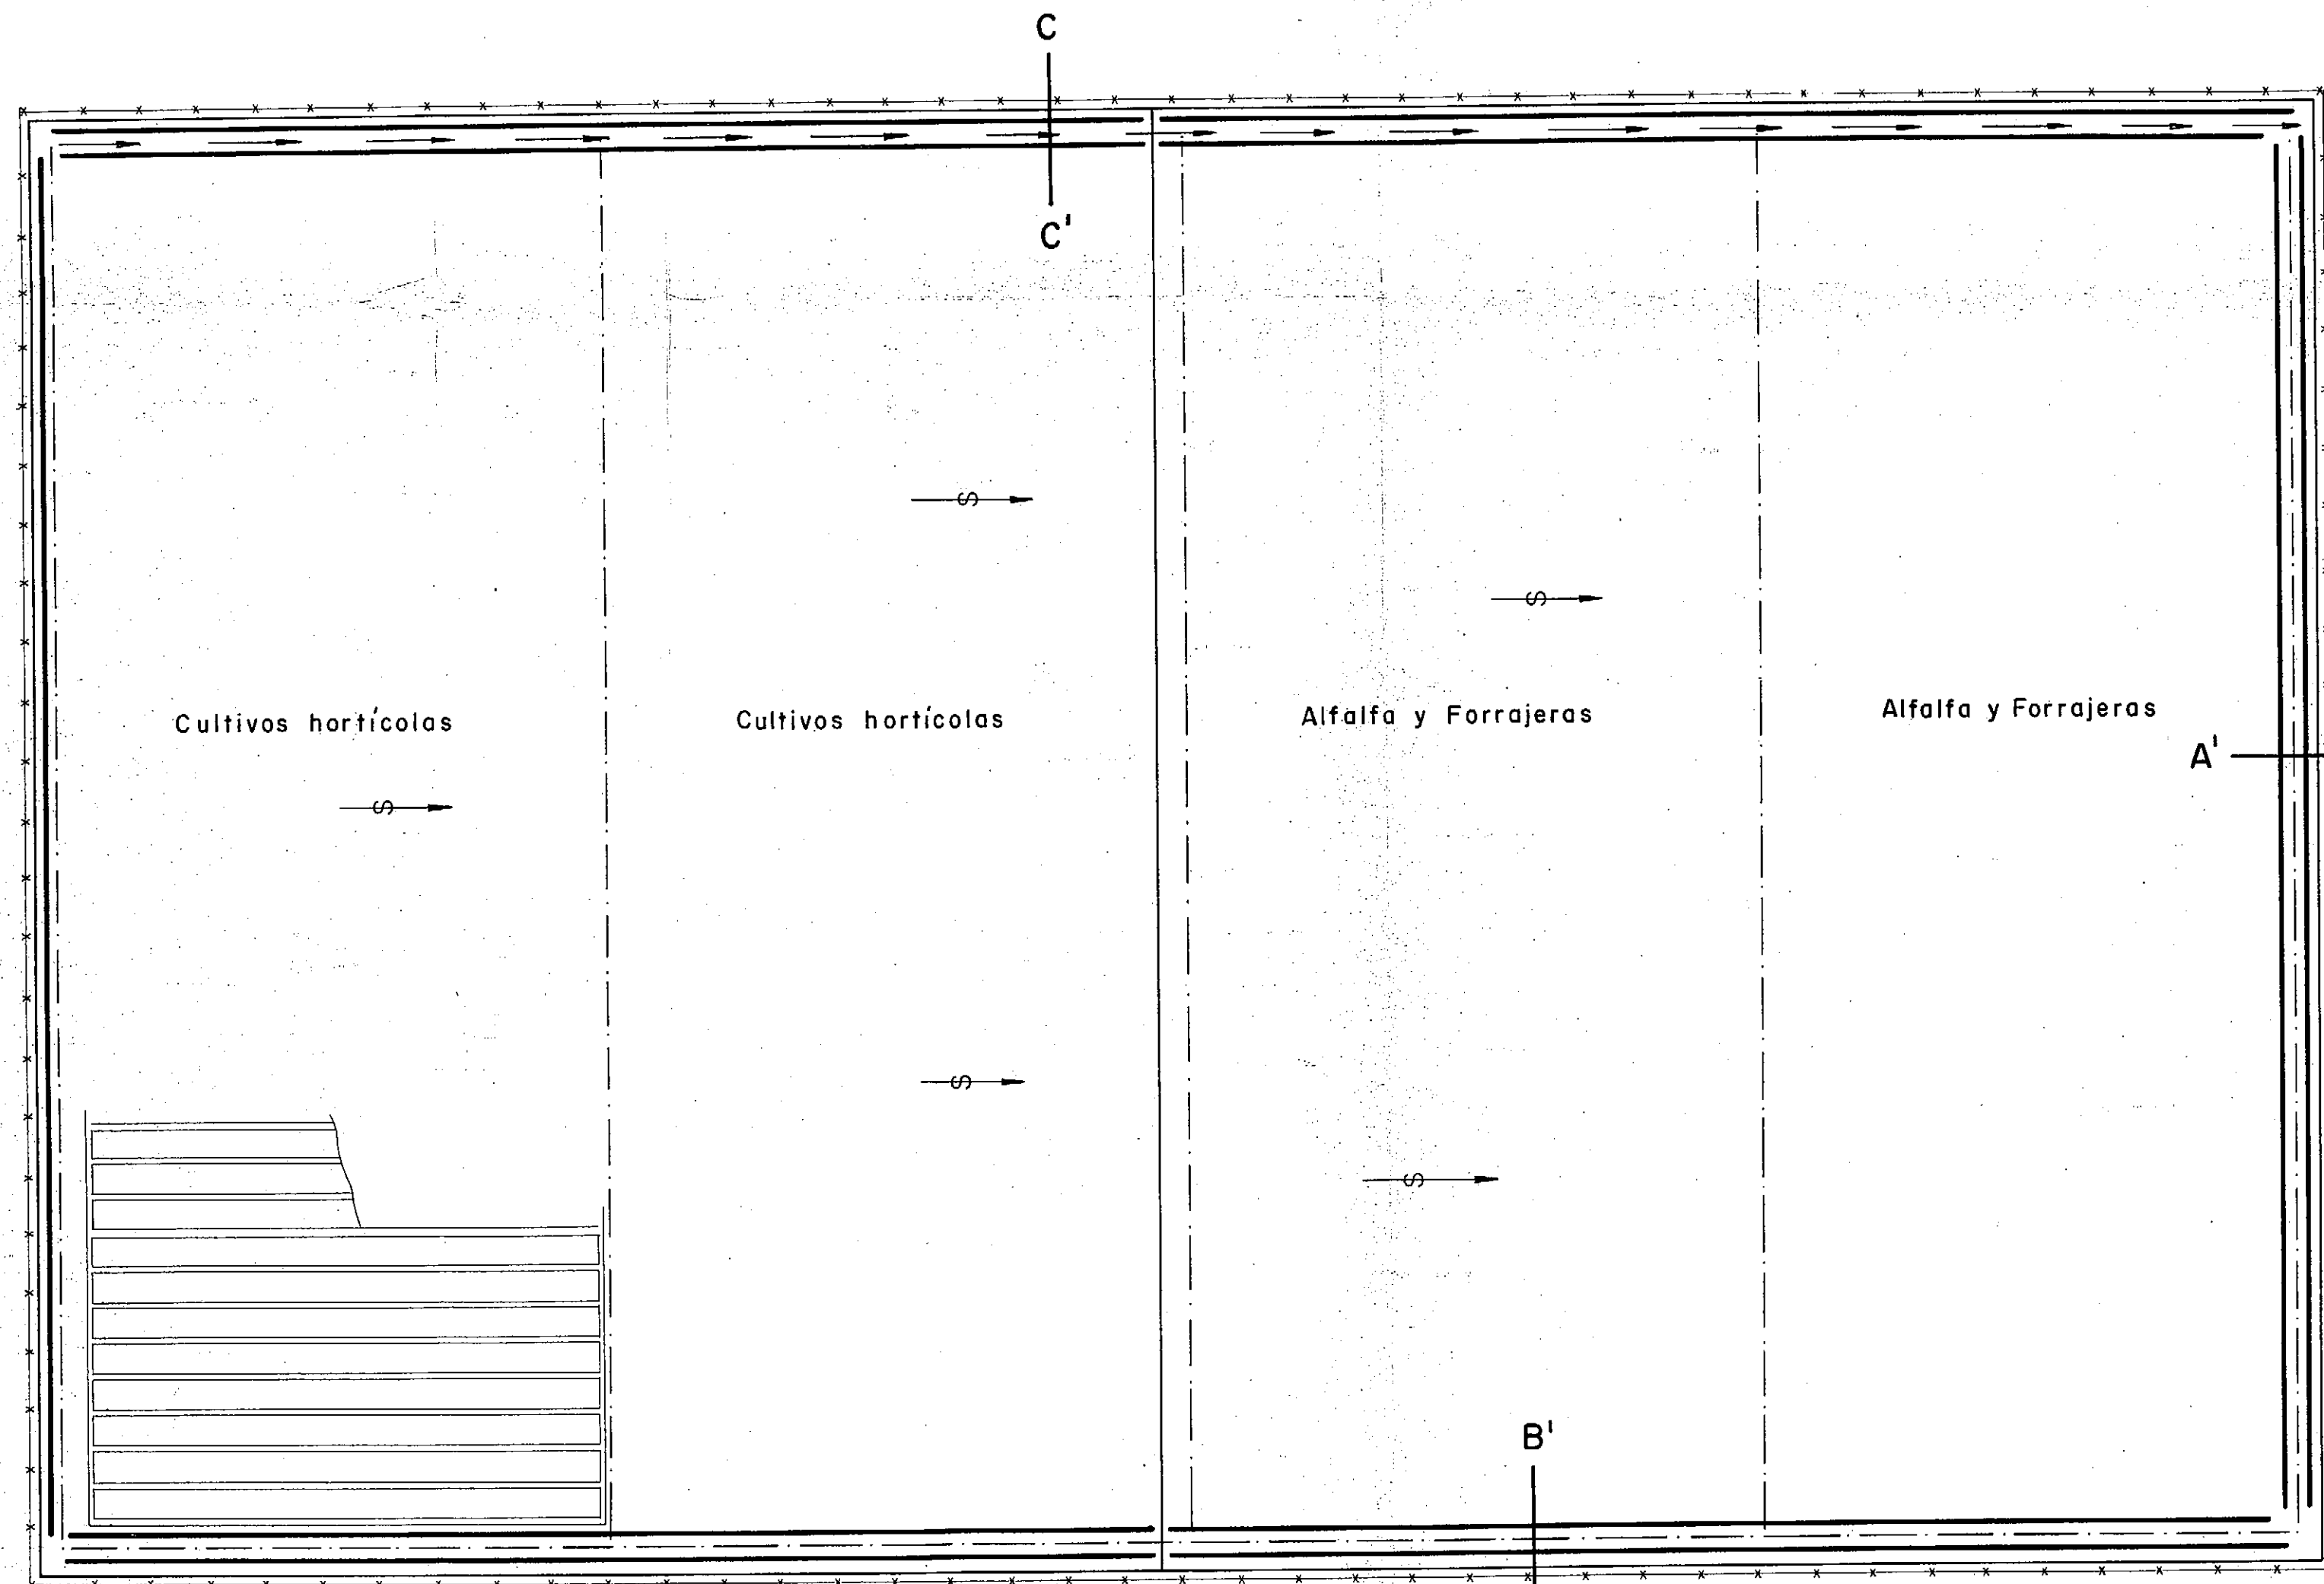 C
C'
S
S
Cultivos hortícolas
Cultivos hortícolas
Alfalfa y Forrajeras
Alfalfa y Forrajeras
A'
S
S
S
B'